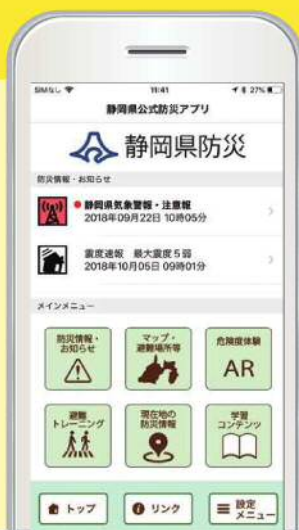 SIMなし 11:41 27%
静岡県公式防災アプリ
静岡県防災
防災情報・お知らせ
静岡県気象警報・注意報
2018年09月22日 10時05分
震度速報 最大震度5弱
2018年10月05日 09時01分
メインメニュー
防災情報・
お知らせ
マップ・
避難場所等
危険度体験
AR
避難
トレーニング
現在地の
防災情報
学習
コンテンツ
トップ
リンク
設定
メニュー